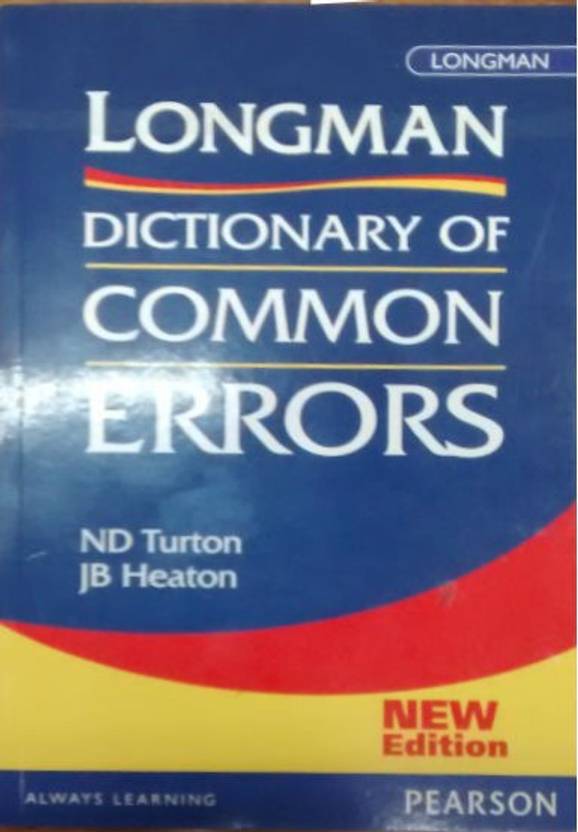 LONGMAN
LONGMAN
DICTIONARY OF
COMMON
ERRORS
ND Turton
JB Heaton
NEW
Edition
ALWAYS LEARNING
PEARSON